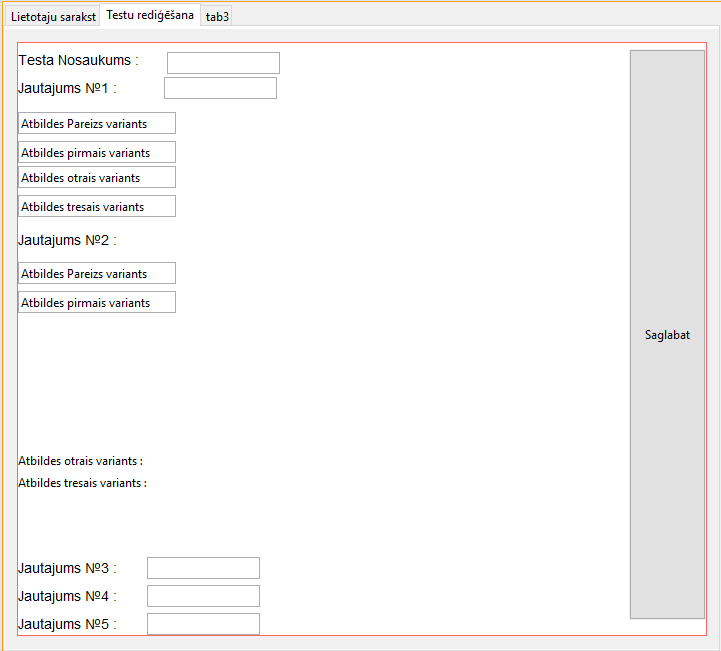 Lietotaju sarakst Testu rediģēšana tab3
Testa Nosaukums :
Jautajums №1 :
Atbildes Pareizs variants
Atbildes pirmais variants
Atbildes otrais variants
Atbildes tresais variants
Jautajums №2 :
Atbildes Pareizs variants
Atbildes pirmais variants
Saglabat
Atbildes otrais variants :
Atbildes tresais variants :
Jautajums №3 :
Jautajums №4 :
Jautajums №5 :